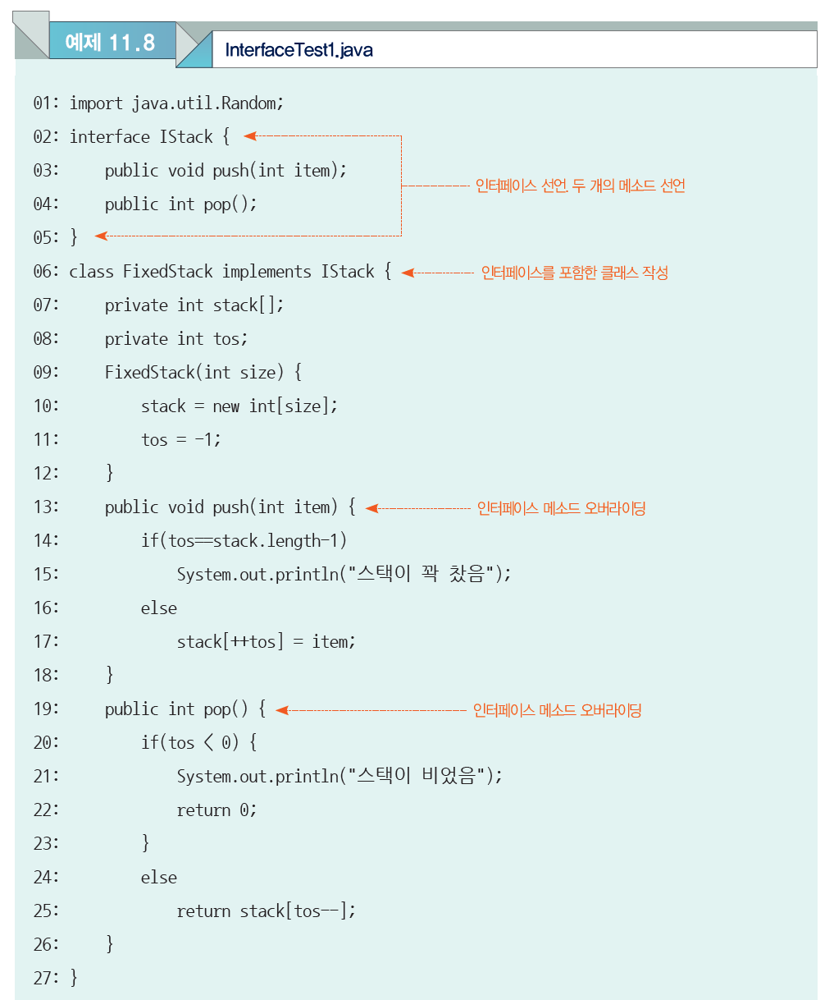 예제 11.8
InterfaceTest1.java
01: import java.util.Random;
02: interface IStack {
03:     public void push(int item);
인터페이스 선언. 두 개의 메소드 선언
04:     public int pop();
05: }
06: class FixedStack implements IStack { 인터페이스를 포함한 클래스 작성
07:     private int stack[];
08:     private int tos;
09:     FixedStack(int size) {
10:         stack = new int[size];
11:         tos = -1;
12:     }
13:     public void push(int item) { 인터페이스 메소드 오버라이딩
14:         if(tos==stack.length-1)
15:             System.out.println("스택이 꽉 찼음");
16:         else
17:             stack[++tos] = item;
18:     }
19:     public int pop() { 인터페이스 메소드 오버라이딩
20:         if(tos < 0) {
21:             System.out.println("스택이 비었음");
22:             return 0;
23:         }
24:         else
25:             return stack[tos--];
26:     }
27: }